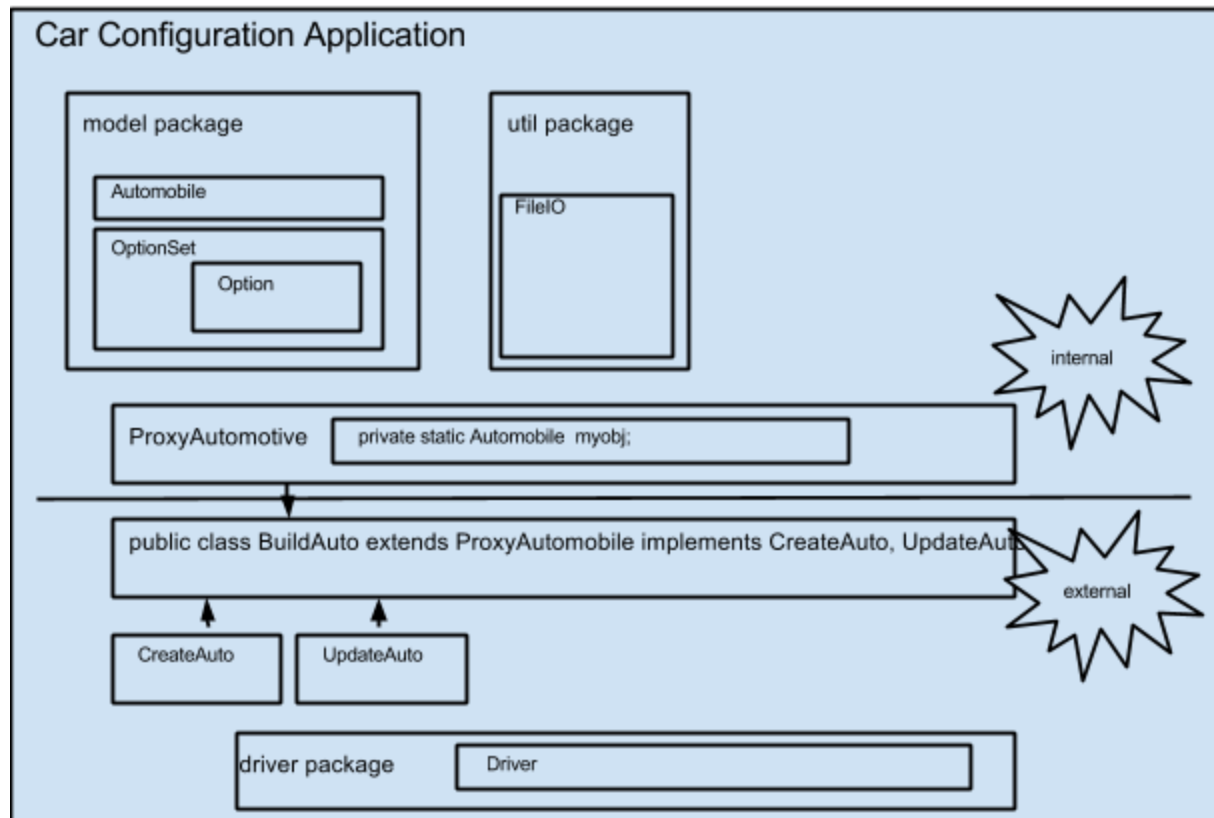 Car Configuration Application
model package
util package
Automobile
FileIO
OptionSet
Option
internal
ProxyAutomotive
private static Automobile myobj;
public class BuildAuto extends ProxyAutomobile implements CreateAuto, UpdateAuto
external
CreateAuto
UpdateAuto
driver package
Driver